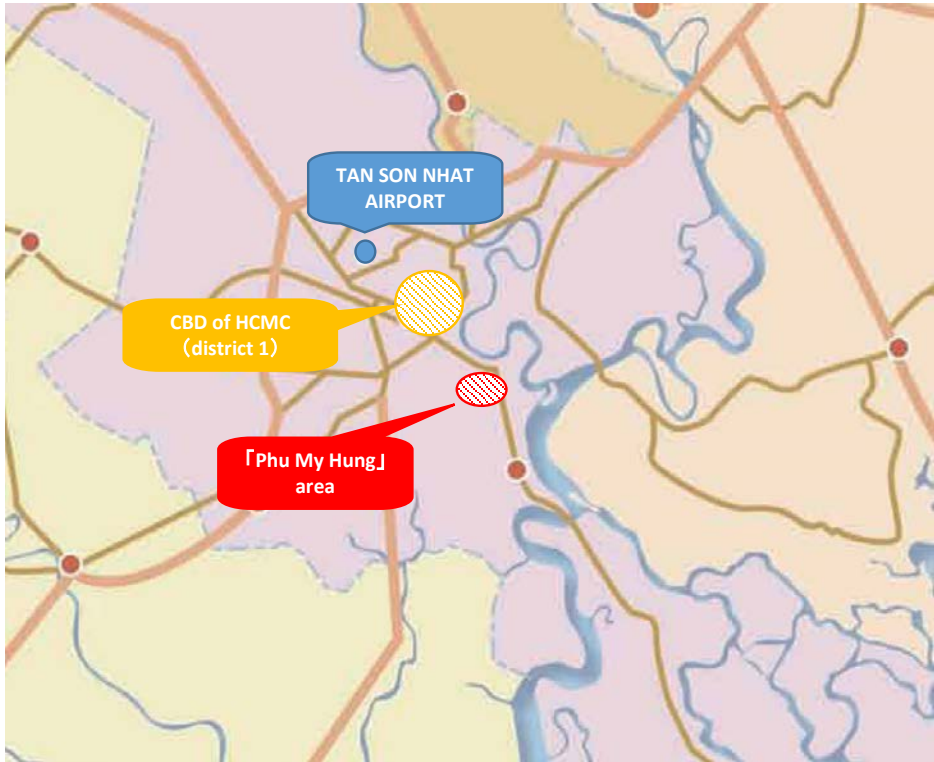 TAN SON NHAT
AIRPORT
CBD of HCMC
（district 1）
「Phu My Hung」
area